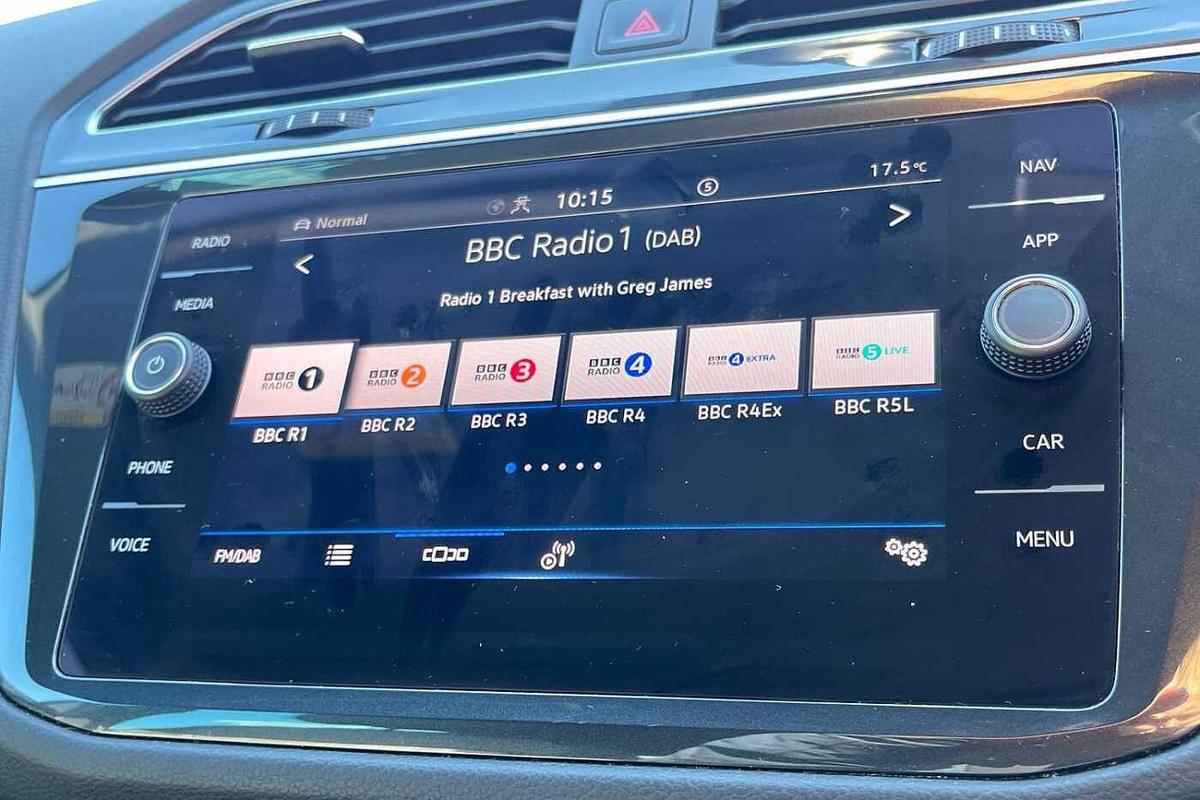 Normal 10:15 5 17.5°C
BBC Radio 1 (DAB)
Radio 1 Breakfast with Greg James
BBC RADIO 1
BBC RADIO 2
BBC RADIO 3
BBC RADIO 4
BBC RADIO 4 EXTRA
BBC RADIO 5 LIVE
BBC R1 BBC R2 BBC R3 BBC R4 BBC R4Ex BBC R5L
FM/DAB
RADIO
MEDIA
PHONE
VOICE
NAV
APP
CAR
MENU